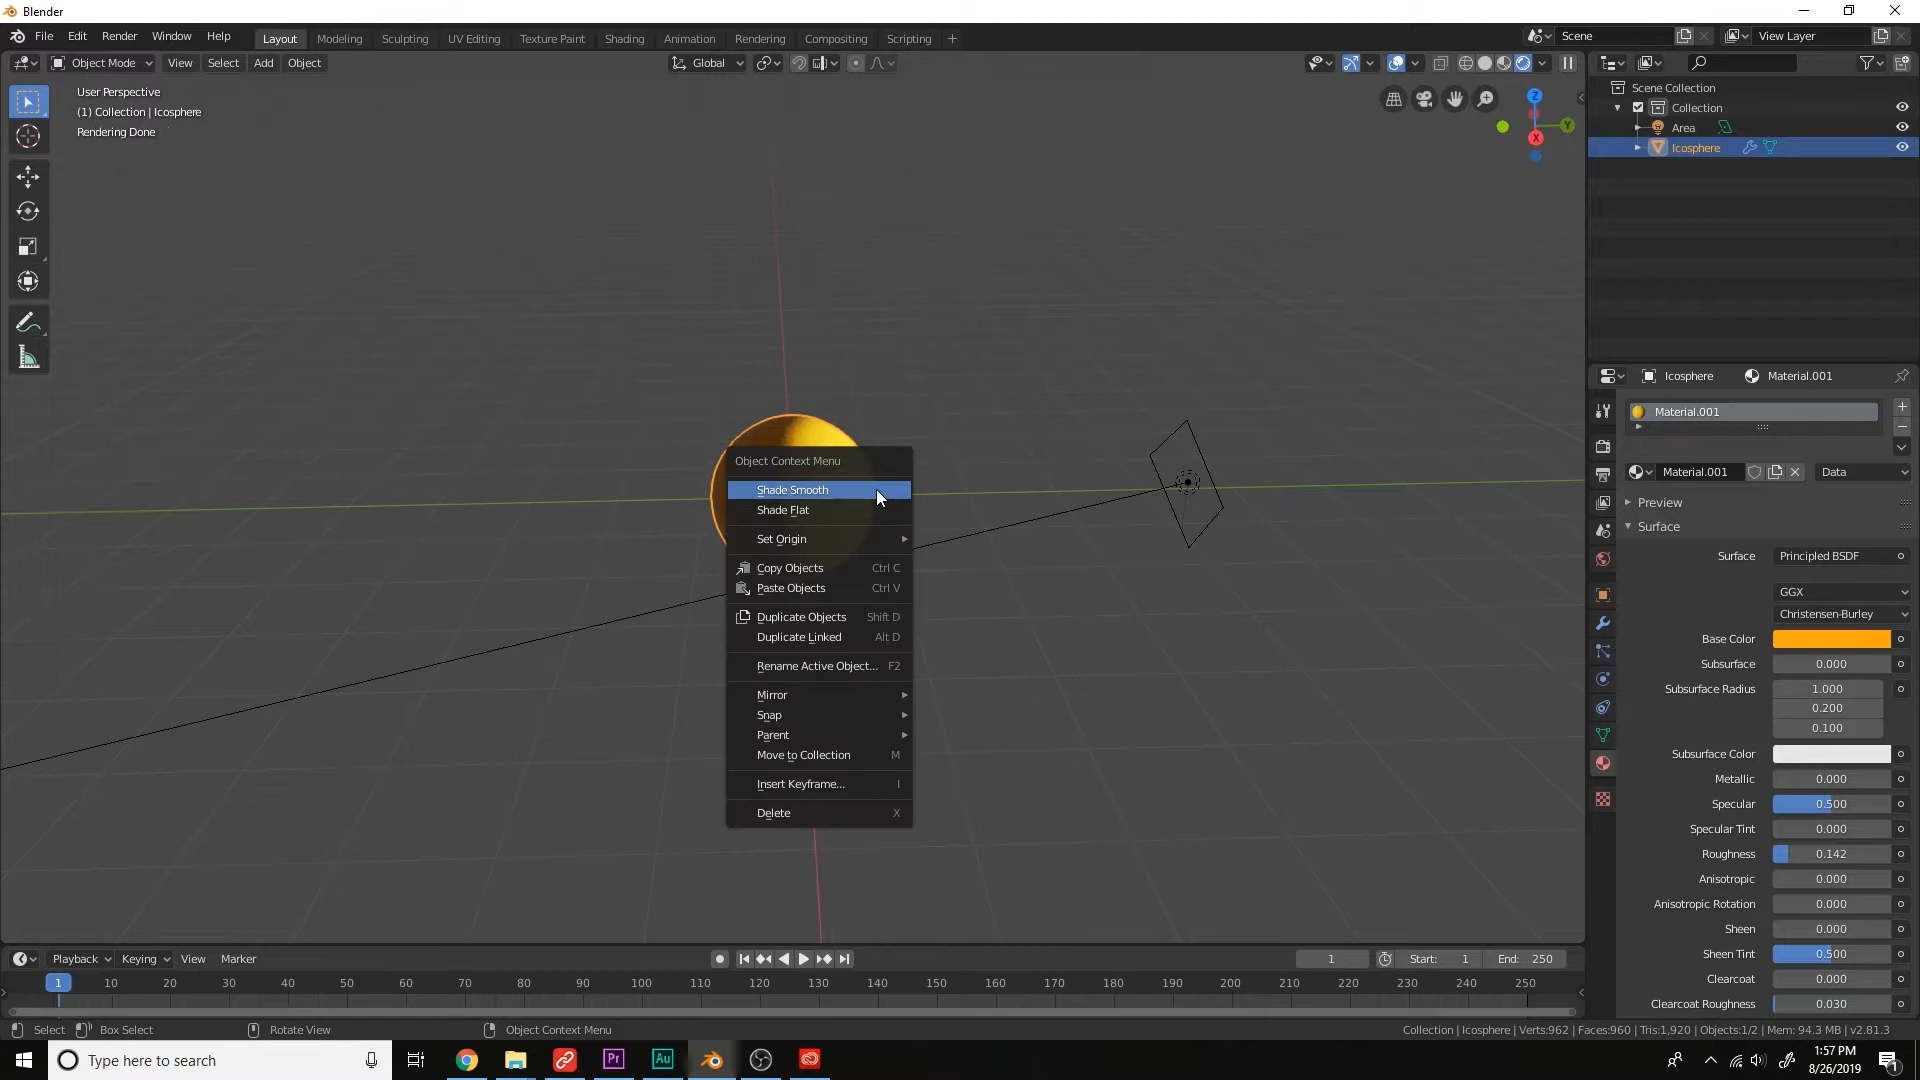 Blender
File Edit Render Window Help
Layout Modeling Sculpting UV Editing Texture Paint Shading Animation Rendering Compositing Scripting +
Scene
View Layer
Object Mode View Select Add Object
Global
User Perspective
(1) Collection | Icosphere
Rendering Done
Z
Y
X
Scene Collection
Collection
Area
Icosphere
Icosphere Material.001
Material.001
Material.001 Data
Preview
Surface
Surface Principled BSDF
GGX
Christensen-Burley
Base Color
Subsurface 0.000
Subsurface Radius 1.000
0.200
0.100
Subsurface Color
Metallic 0.000
Specular 0.500
Specular Tint 0.000
Roughness 0.142
Anisotropic 0.000
Anisotropic Rotation 0.000
Sheen 0.000
Sheen Tint 0.500
Clearcoat 0.000
Clearcoat Roughness 0.030
Object Context Menu
Shade Smooth
Shade Flat
Set Origin
Copy Objects Ctrl C
Paste Objects Ctrl V
Duplicate Objects Shift D
Duplicate Linked Alt D
Rename Active Object... F2
Mirror
Snap
Parent
Move to Collection M
Insert Keyframe... I
Delete X
Playback Keying View Marker
1 Start: 1 End: 250
1 10 20 30 40 50 60 70 80 90 100 110 120 130 140 150 160 170 180 190 200 210 220 230 240 250
Select Box Select Rotate View Object Context Menu
Collection | Icosphere | Verts:962 | Faces:960 | Tris:1,920 | Objects:1/2 | Mem: 94.3 MB | v2.81.3
Type here to search
Pr Au
1:57 PM
8/26/2019
1